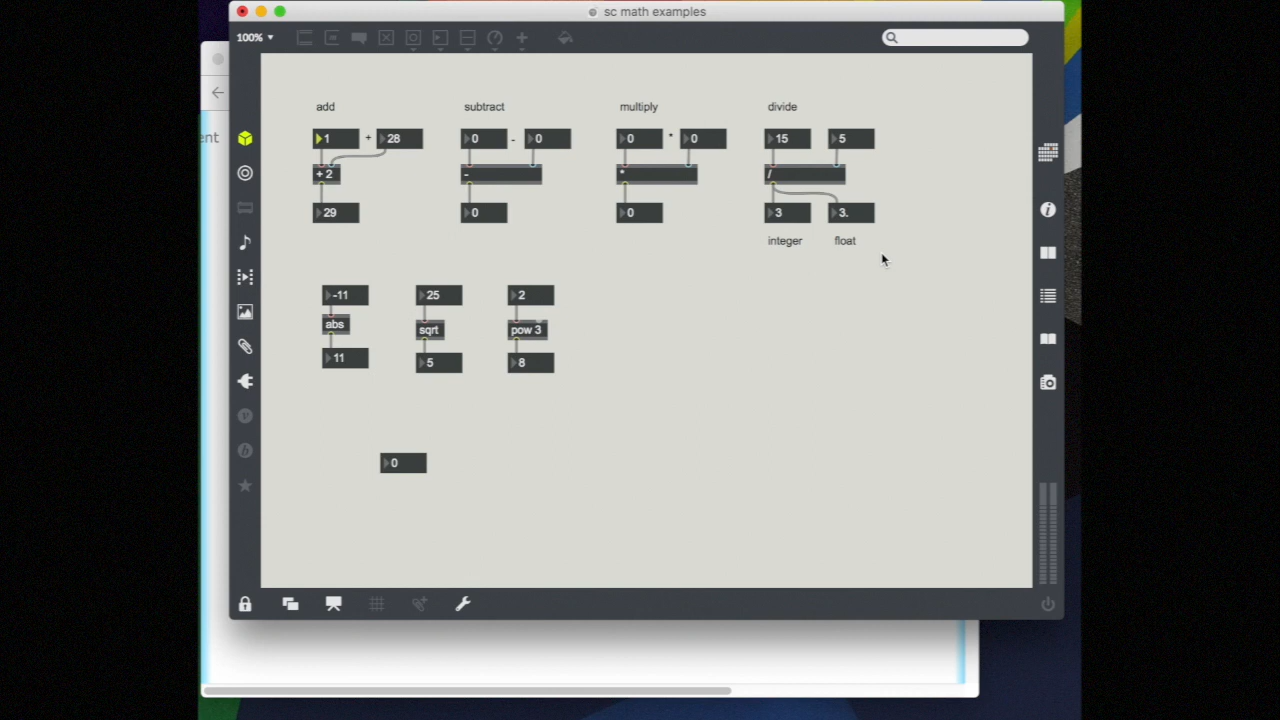 sc math examples
100%
ent
add
subtract
multiply
divide
1 + 28
0 - 0
0 * 0
15 5
+ 2
-
*
/
29
0
0
3 3.
integer float
-11 25 2
abs sqrt pow 3
11 5 8
0